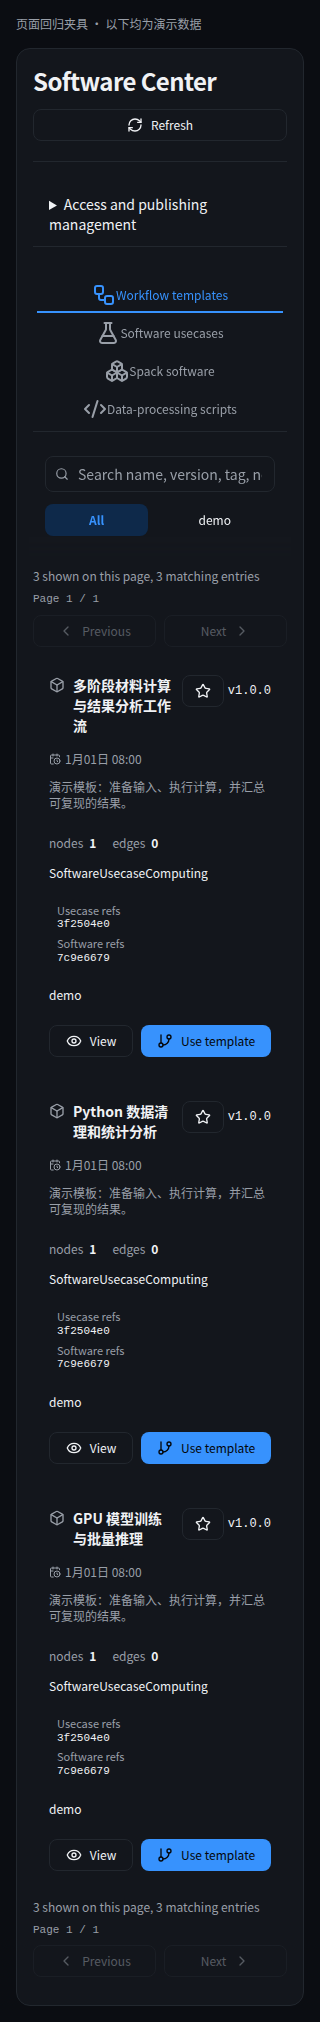 页面回归夹具 · 以下均为演示数据
Software Center
Refresh
Access and publishing
management
Workflow templates
Software usecases
Spack software
Data-processing scripts
Search name, version, tag, n
All demo
3 shown on this page, 3 matching entries
Page 1 / 1
Previous Next
多阶段材料计算
与结果分析工作
流
v1.0.0
1月01日 08:00
演示模板：准备输入、执行计算，并汇总
可复现的结果。
nodes 1 edges 0
SoftwareUsecaseComputing
Usecase refs
3f2504e0
Software refs
7c9e6679
demo
View Use template
Python 数据清
理和统计分析
v1.0.0
1月01日 08:00
演示模板：准备输入、执行计算，并汇总
可复现的结果。
nodes 1 edges 0
SoftwareUsecaseComputing
Usecase refs
3f2504e0
Software refs
7c9e6679
demo
View Use template
GPU 模型训练
与批量推理
v1.0.0
1月01日 08:00
演示模板：准备输入、执行计算，并汇总
可复现的结果。
nodes 1 edges 0
SoftwareUsecaseComputing
Usecase refs
3f2504e0
Software refs
7c9e6679
demo
View Use template
3 shown on this page, 3 matching entries
Page 1 / 1
Previous Next